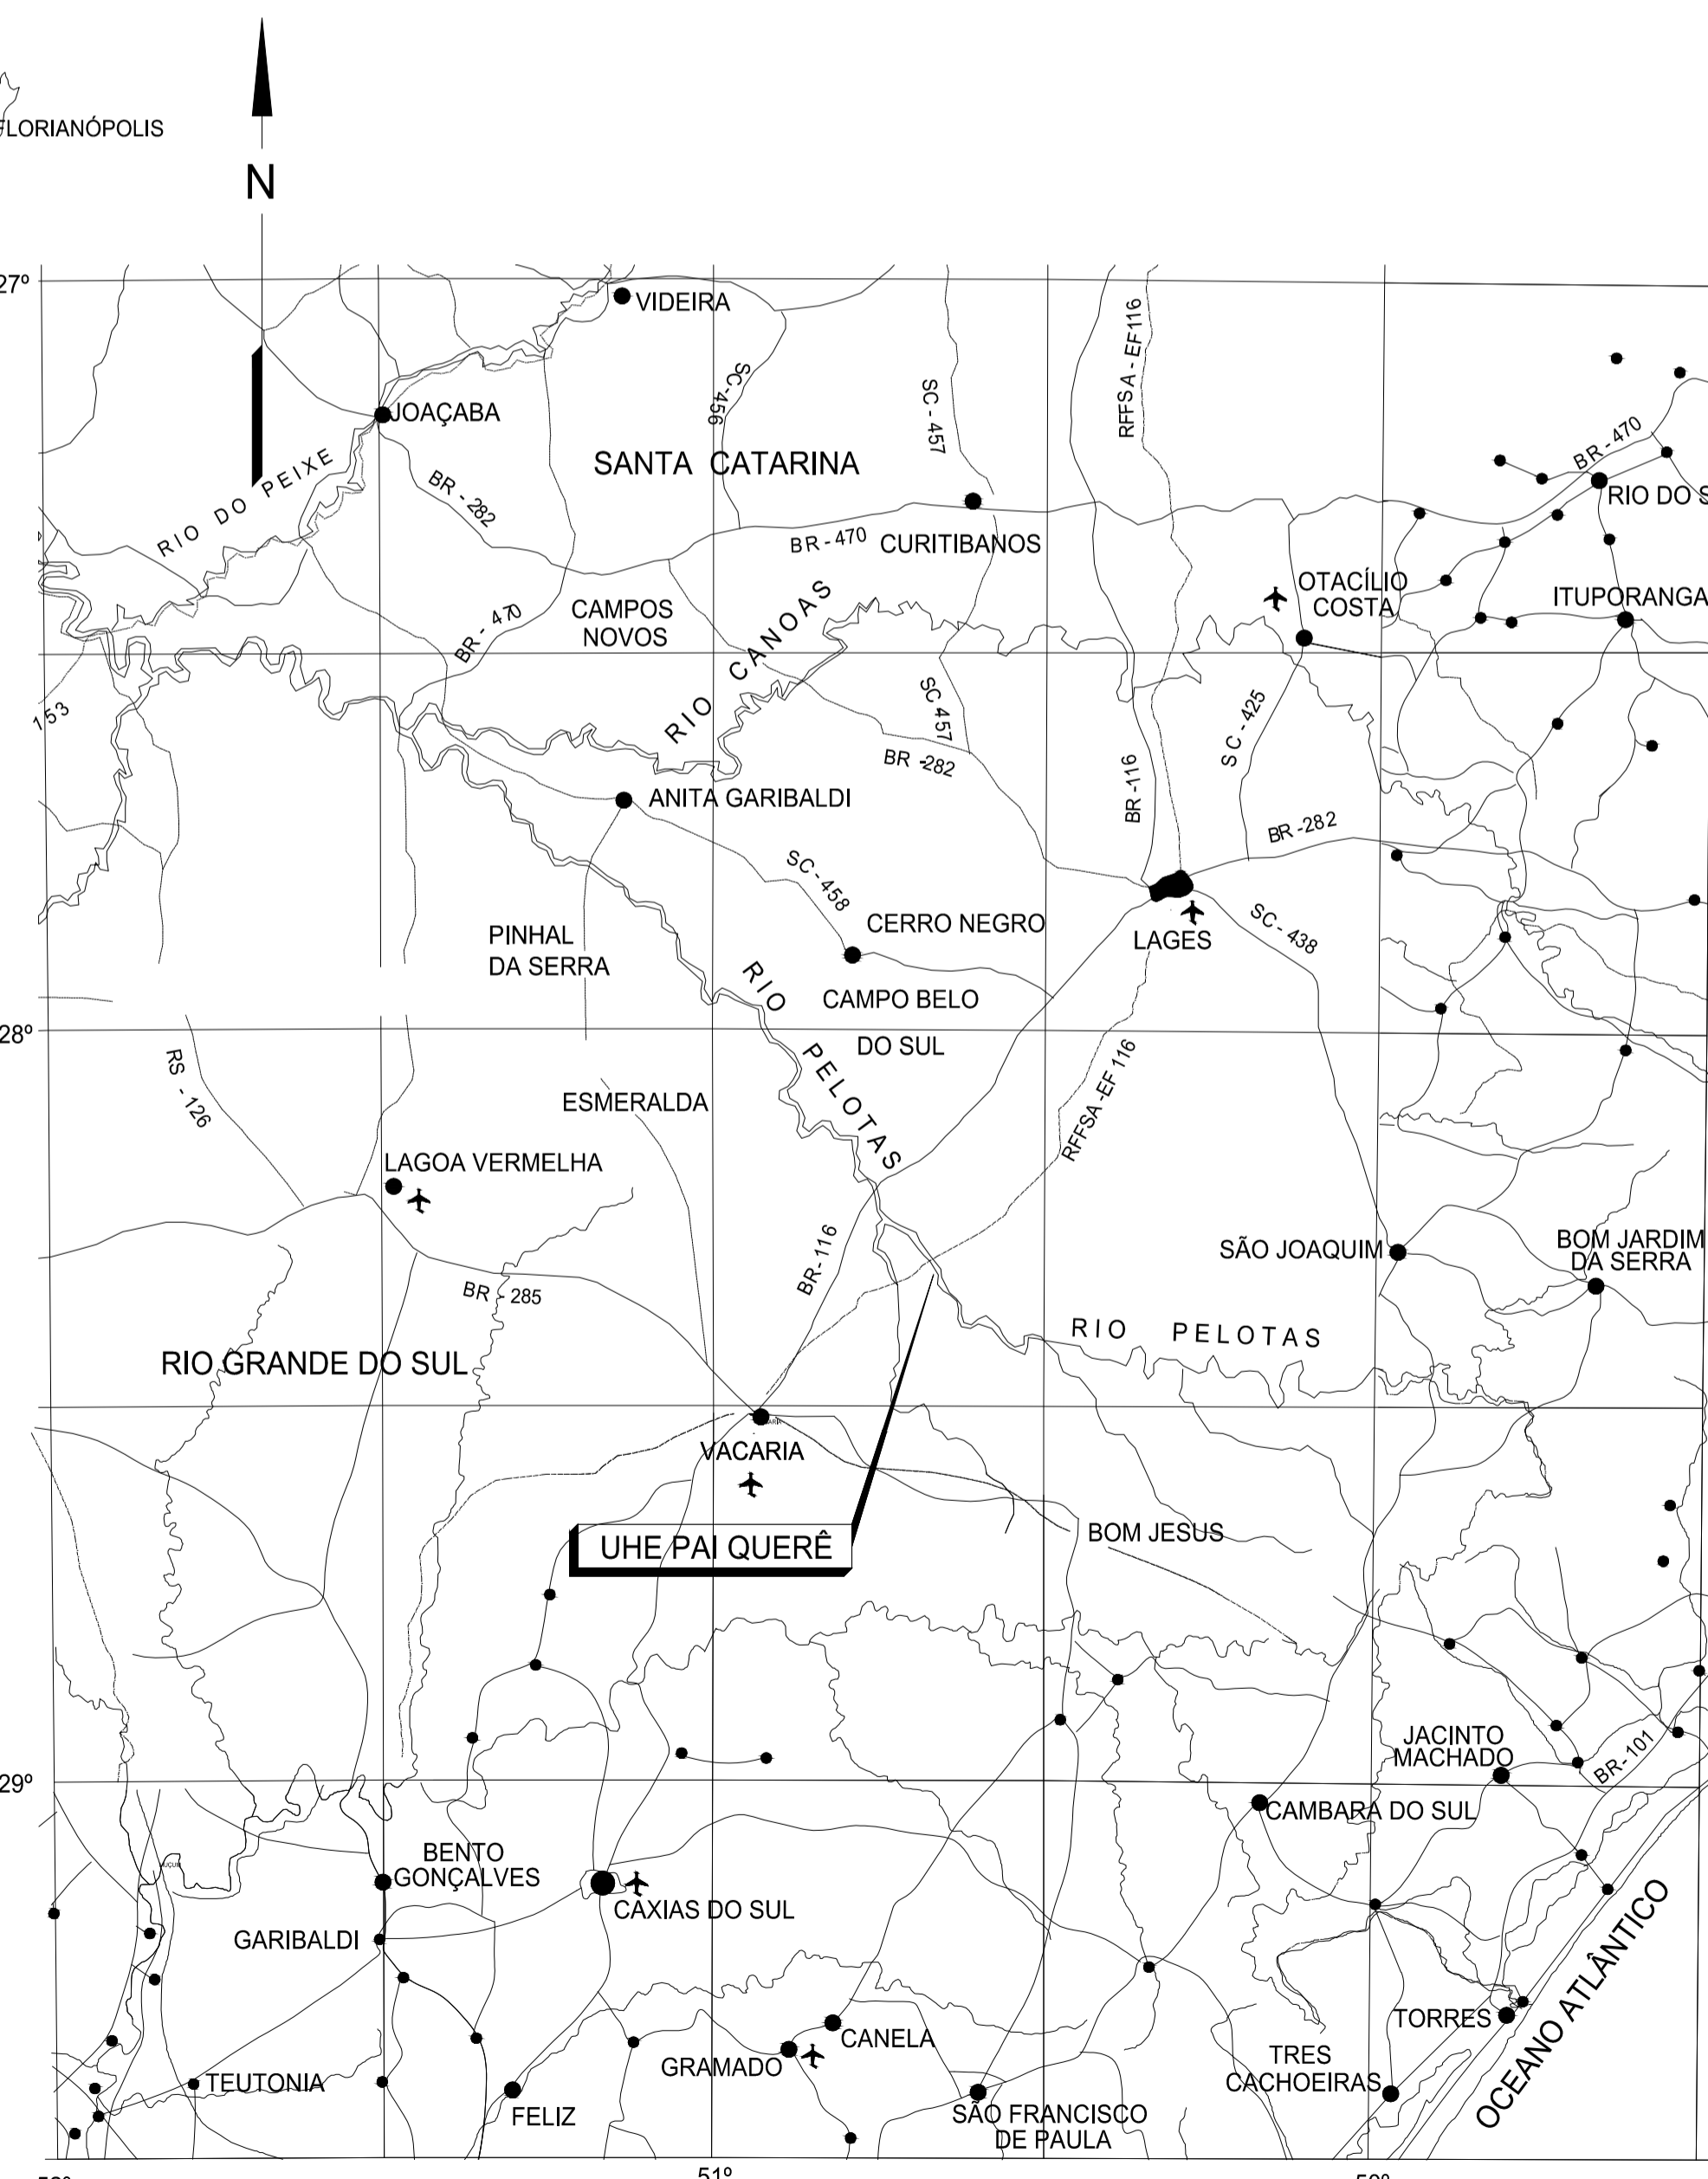 FLORIANÓPOLIS
N
27º
VIDEIRA
JOAÇABA
SC-456
SC - 457
RFFSA - EF116
SANTA CATARINA
BR - 470
RIO DO S
RIO DO PEIXE
BR - 282
BR - 470
CURITIBANOS
OTACÍLIO
COSTA
ITUPORANGA
CAMPOS
NOVOS
BR - 470
RIO CANOAS
153
SC 457
SC - 425
BR -282
BR -116
ANITA GARIBALDI
BR -282
SC - 458
CERRO NEGRO
LAGES
SC - 438
PINHAL
DA SERRA
RIO PELOTAS
CAMPO BELO
DO SUL
28º
RS - 126
ESMERALDA
RFFSA -EF 116
LAGOA VERMELHA
BR - 116
SÃO JOAQUIM
BOM JARDIM
DA SERRA
BR - 285
RIO PELOTAS
RIO GRANDE DO SUL
VACARIA
UHE PAI QUERÊ
BOM JESUS
JACINTO
MACHADO
BR - 101
29º
CAMBARA DO SUL
BENTO
GONÇALVES
CAXIAS DO SUL
GARIBALDI
OCEANO ATLÂNTICO
TORRES
CANELA
GRAMADO
TRES
CACHOEIRAS
TEUTONIA
FELIZ
SÃO FRANCISCO
DE PAULA
51º